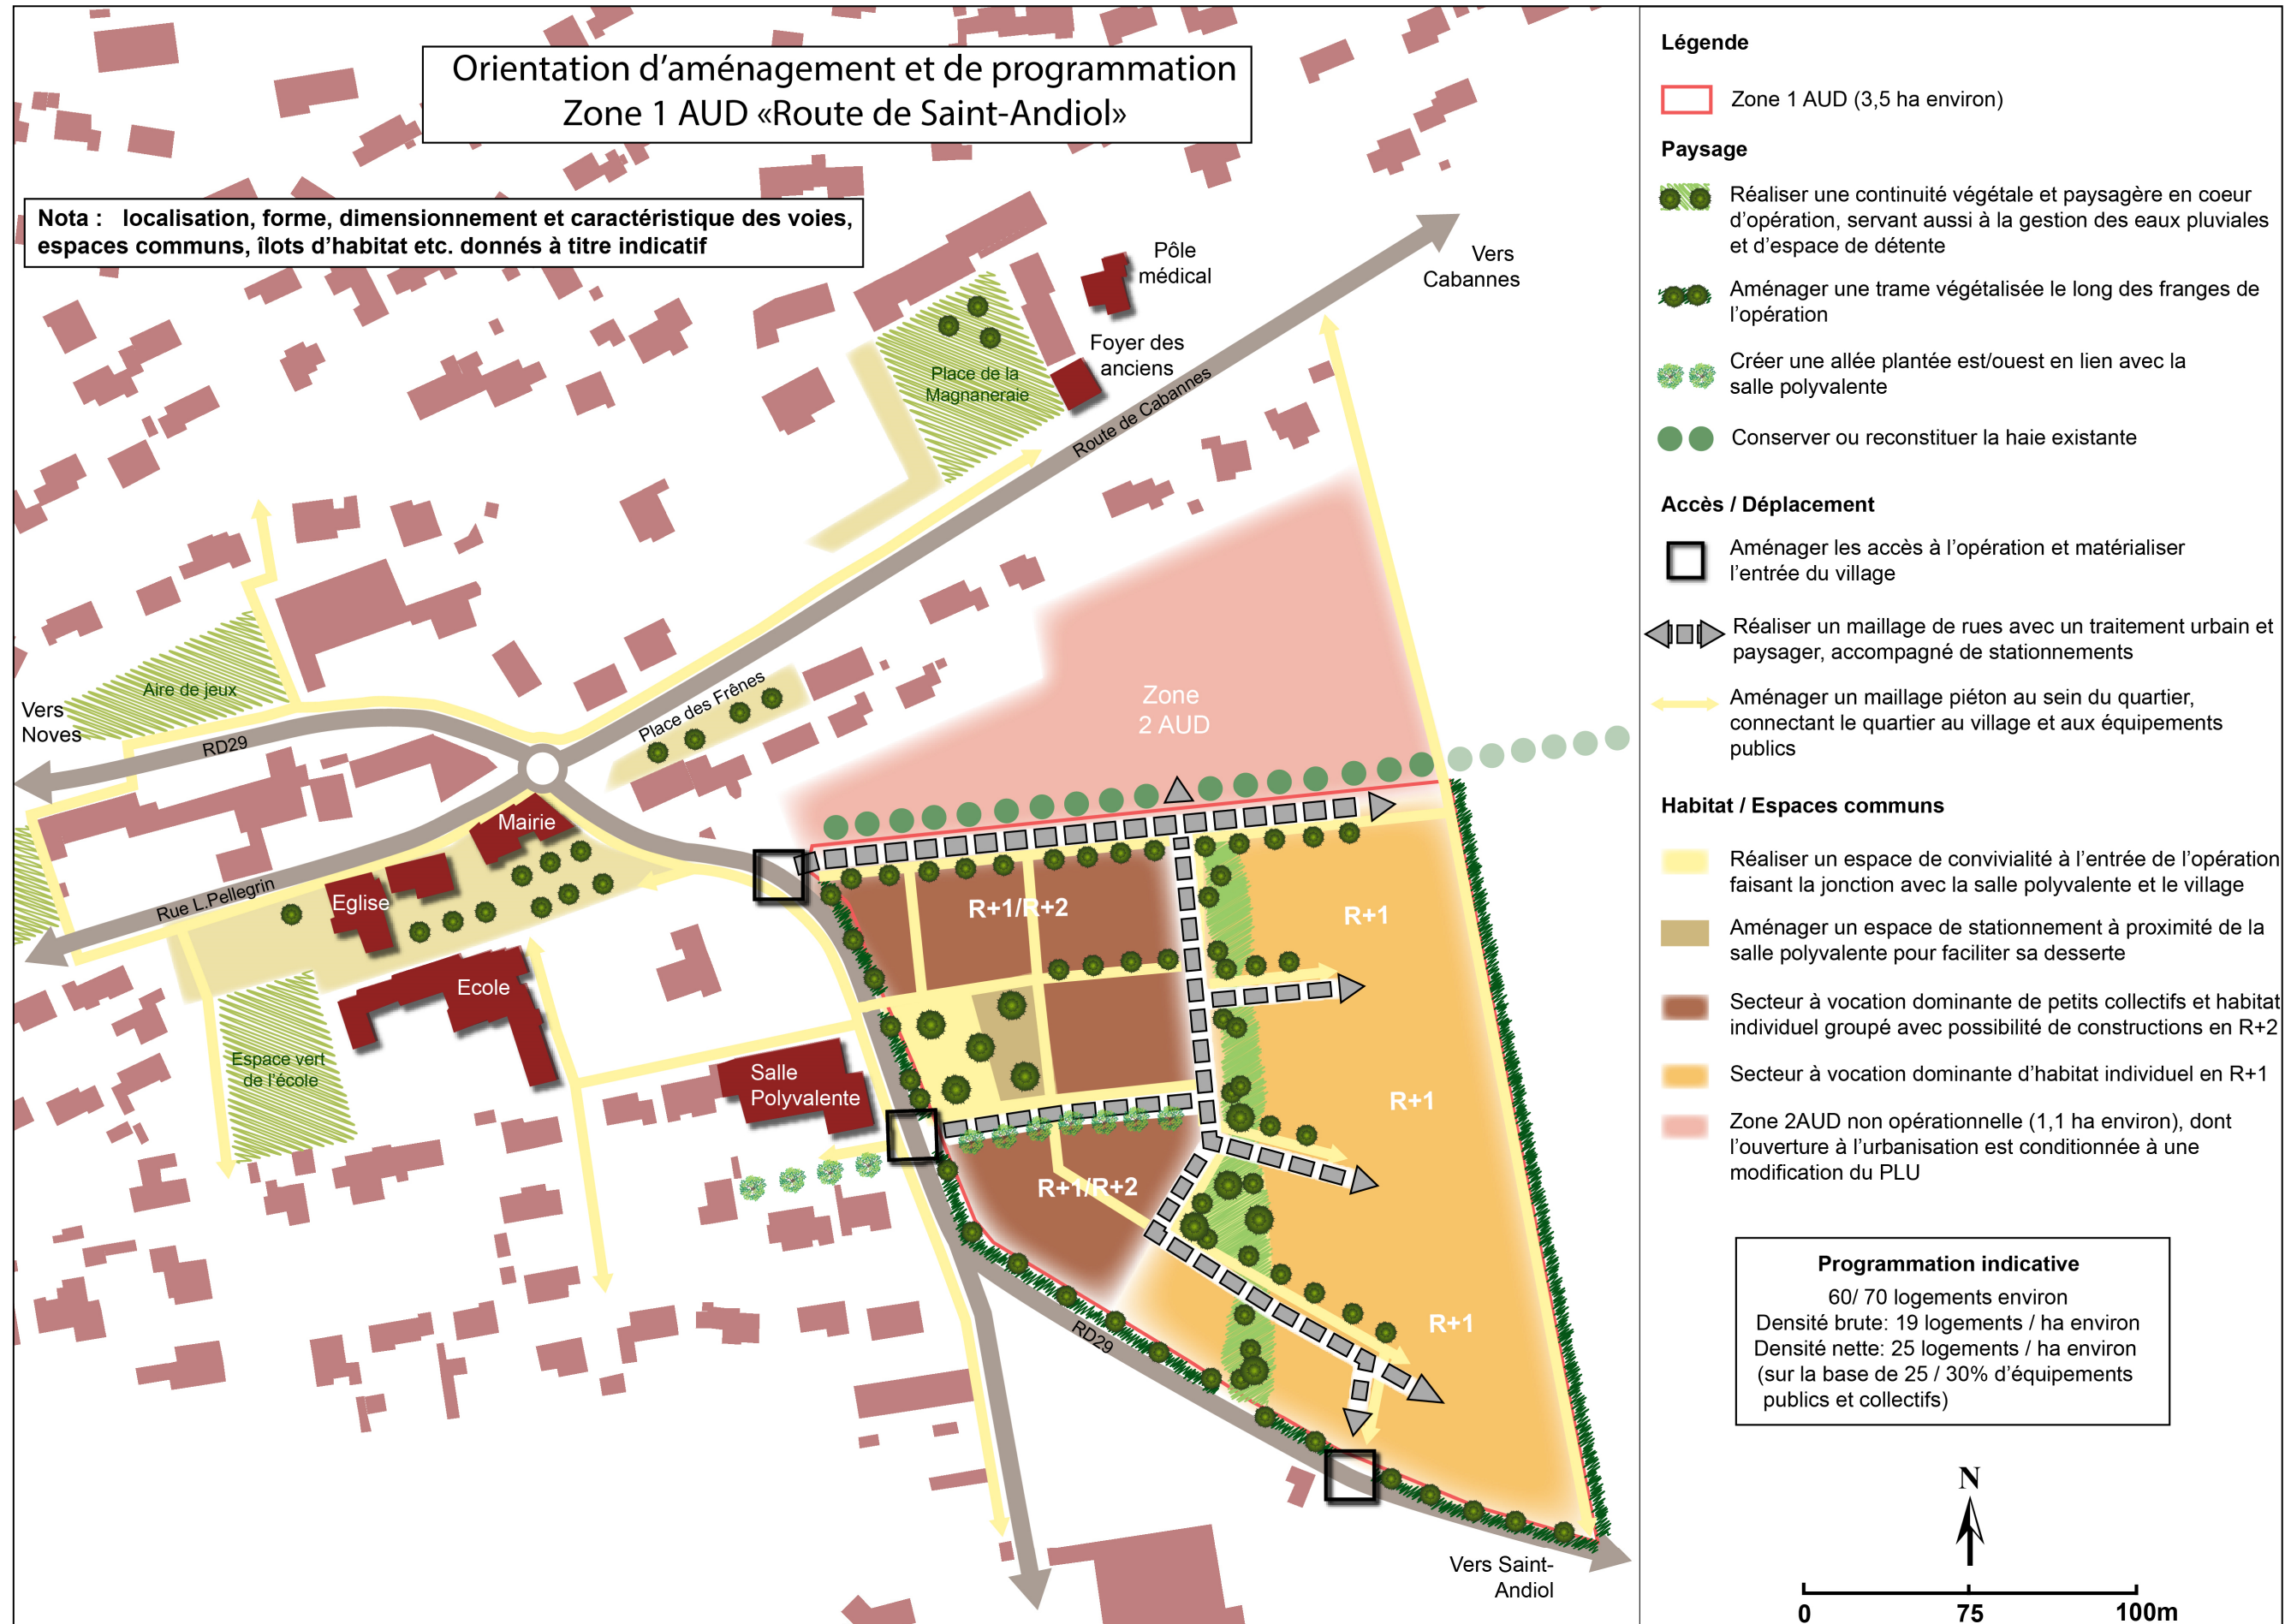 Orientation d’aménagement et de programmation
Zone 1 AUD «Route de Saint-Andiol»
Nota : localisation, forme, dimensionnement et caractéristique des voies,
espaces communs, îlots d’habitat etc. donnés à titre indicatif
Pôle
médical
Vers
Cabannes
Foyer des
anciens
Place de la
Magnaneraie
Route de Cabannes
Aire de jeux
Vers
Noves
RD29
Place des Frênes
Zone
2 AUD
Mairie
Rue L.Pellegrin
Eglise
Ecole
R+1/R+2
R+1
Espace vert
de l’école
Salle
Polyvalente
R+1
R+1/R+2
R+1
RD29
Vers Saint-
Andiol
Légende
Zone 1 AUD (3,5 ha environ)
Paysage
Réaliser une continuité végétale et paysagère en coeur
d’opération, servant aussi à la gestion des eaux pluviales
et d’espace de détente
Aménager une trame végétalisée le long des franges de
l’opération
Créer une allée plantée est/ouest en lien avec la
salle polyvalente
Conserver ou reconstituer la haie existante
Accès / Déplacement
Aménager les accès à l’opération et matérialiser
l’entrée du village
Réaliser un maillage de rues avec un traitement urbain et
paysager, accompagné de stationnements
Aménager un maillage piéton au sein du quartier,
connectant le quartier au village et aux équipements
publics
Habitat / Espaces communs
Réaliser un espace de convivialité à l’entrée de l’opération
faisant la jonction avec la salle polyvalente et le village
Aménager un espace de stationnement à proximité de la
salle polyvalente pour faciliter sa desserte
Secteur à vocation dominante de petits collectifs et habitat
individuel groupé avec possibilité de constructions en R+2
Secteur à vocation dominante d’habitat individuel en R+1
Zone 2AUD non opérationnelle (1,1 ha environ), dont
l’ouverture à l’urbanisation est conditionnée à une
modification du PLU
Programmation indicative
60/ 70 logements environ
Densité brute: 19 logements / ha environ
Densité nette: 25 logements / ha environ
(sur la base de 25 / 30% d’équipements
publics et collectifs)
N
0 75 100m